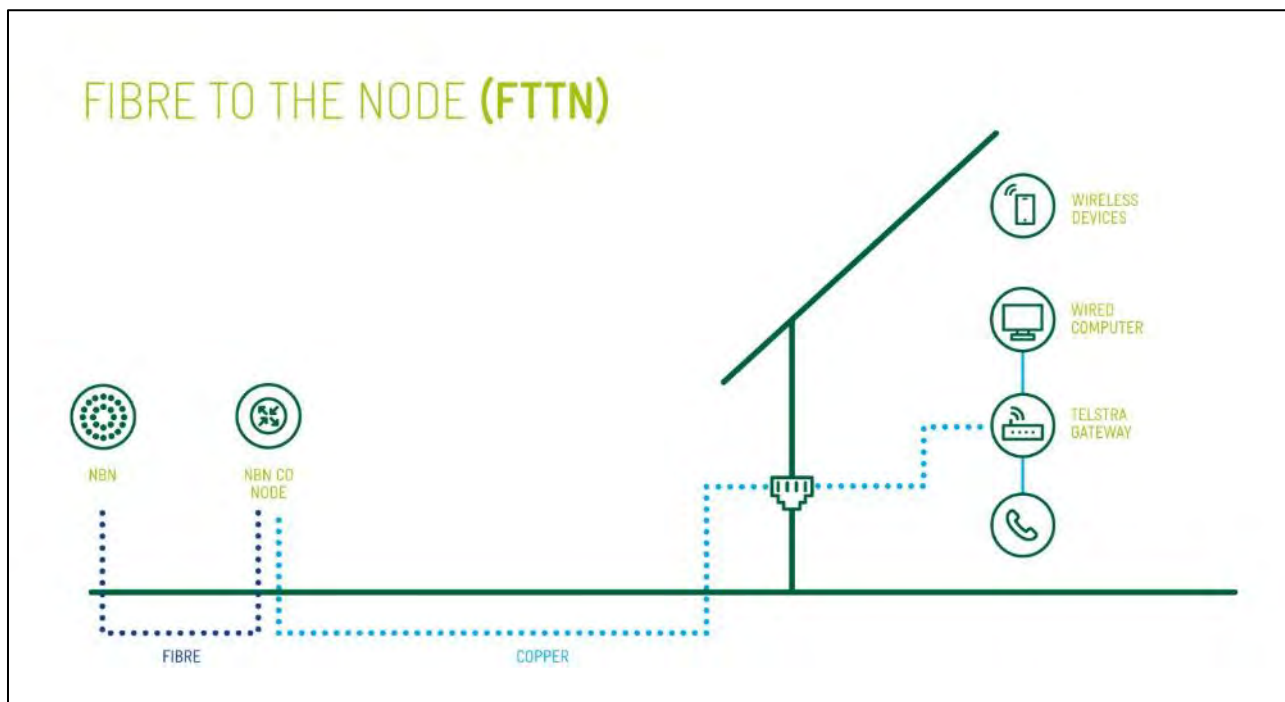 FIBRE TO THE NODE (FTTN)
WIRELESS
DEVICES
WIRED
COMPUTER
TELSTRA
GATEWAY
NBN
NBN CO
NODE
FIBRE
COPPER